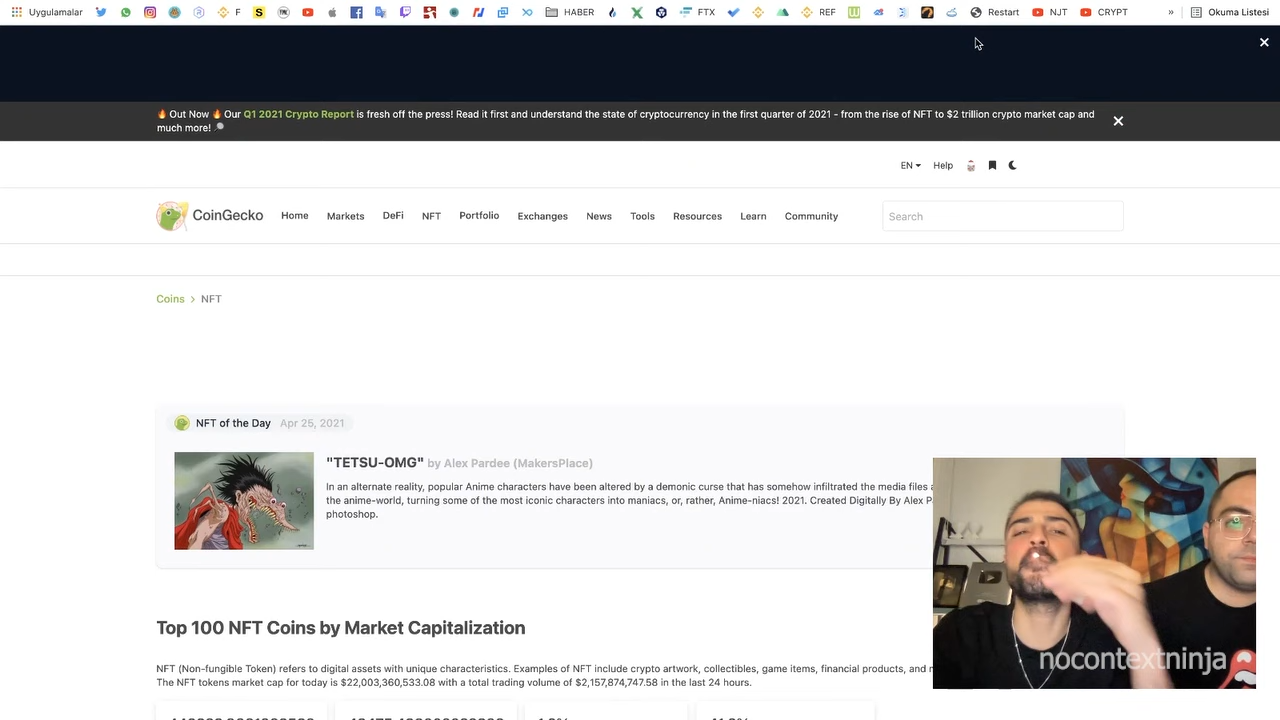 Uygulamalar F HABER FTX REF Restart NJT CRYPT » Okuma Listesi
Out Now Our Q1 2021 Crypto Report is fresh off the press! Read it first and understand the state of cryptocurrency in the first quarter of 2021 - from the rise of NFT to $2 trillion crypto market cap and
much more!
EN Help
CoinGecko Home Markets DeFi NFT Portfolio Exchanges News Tools Resources Learn Community Search
Coins > NFT
NFT of the Day Apr 25, 2021
"TETSU-OMG" by Alex Pardee (MakersPlace)
In an alternate reality, popular Anime characters have been altered by a demonic curse that has somehow infiltrated the media files
the anime-world, turning some of the most iconic characters into maniacs, or, rather, Anime-niacs! 2021. Created Digitally By Alex
photoshop.
Top 100 NFT Coins by Market Capitalization
NFT (Non-fungible Token) refers to digital assets with unique characteristics. Examples of NFT include crypto artwork, collectibles, game items, financial products, and
The NFT tokens market cap for today is $22,003,360,533.08 with a total trading volume of $2,157,874,747.58 in the last 24 hours.
nocontextninja